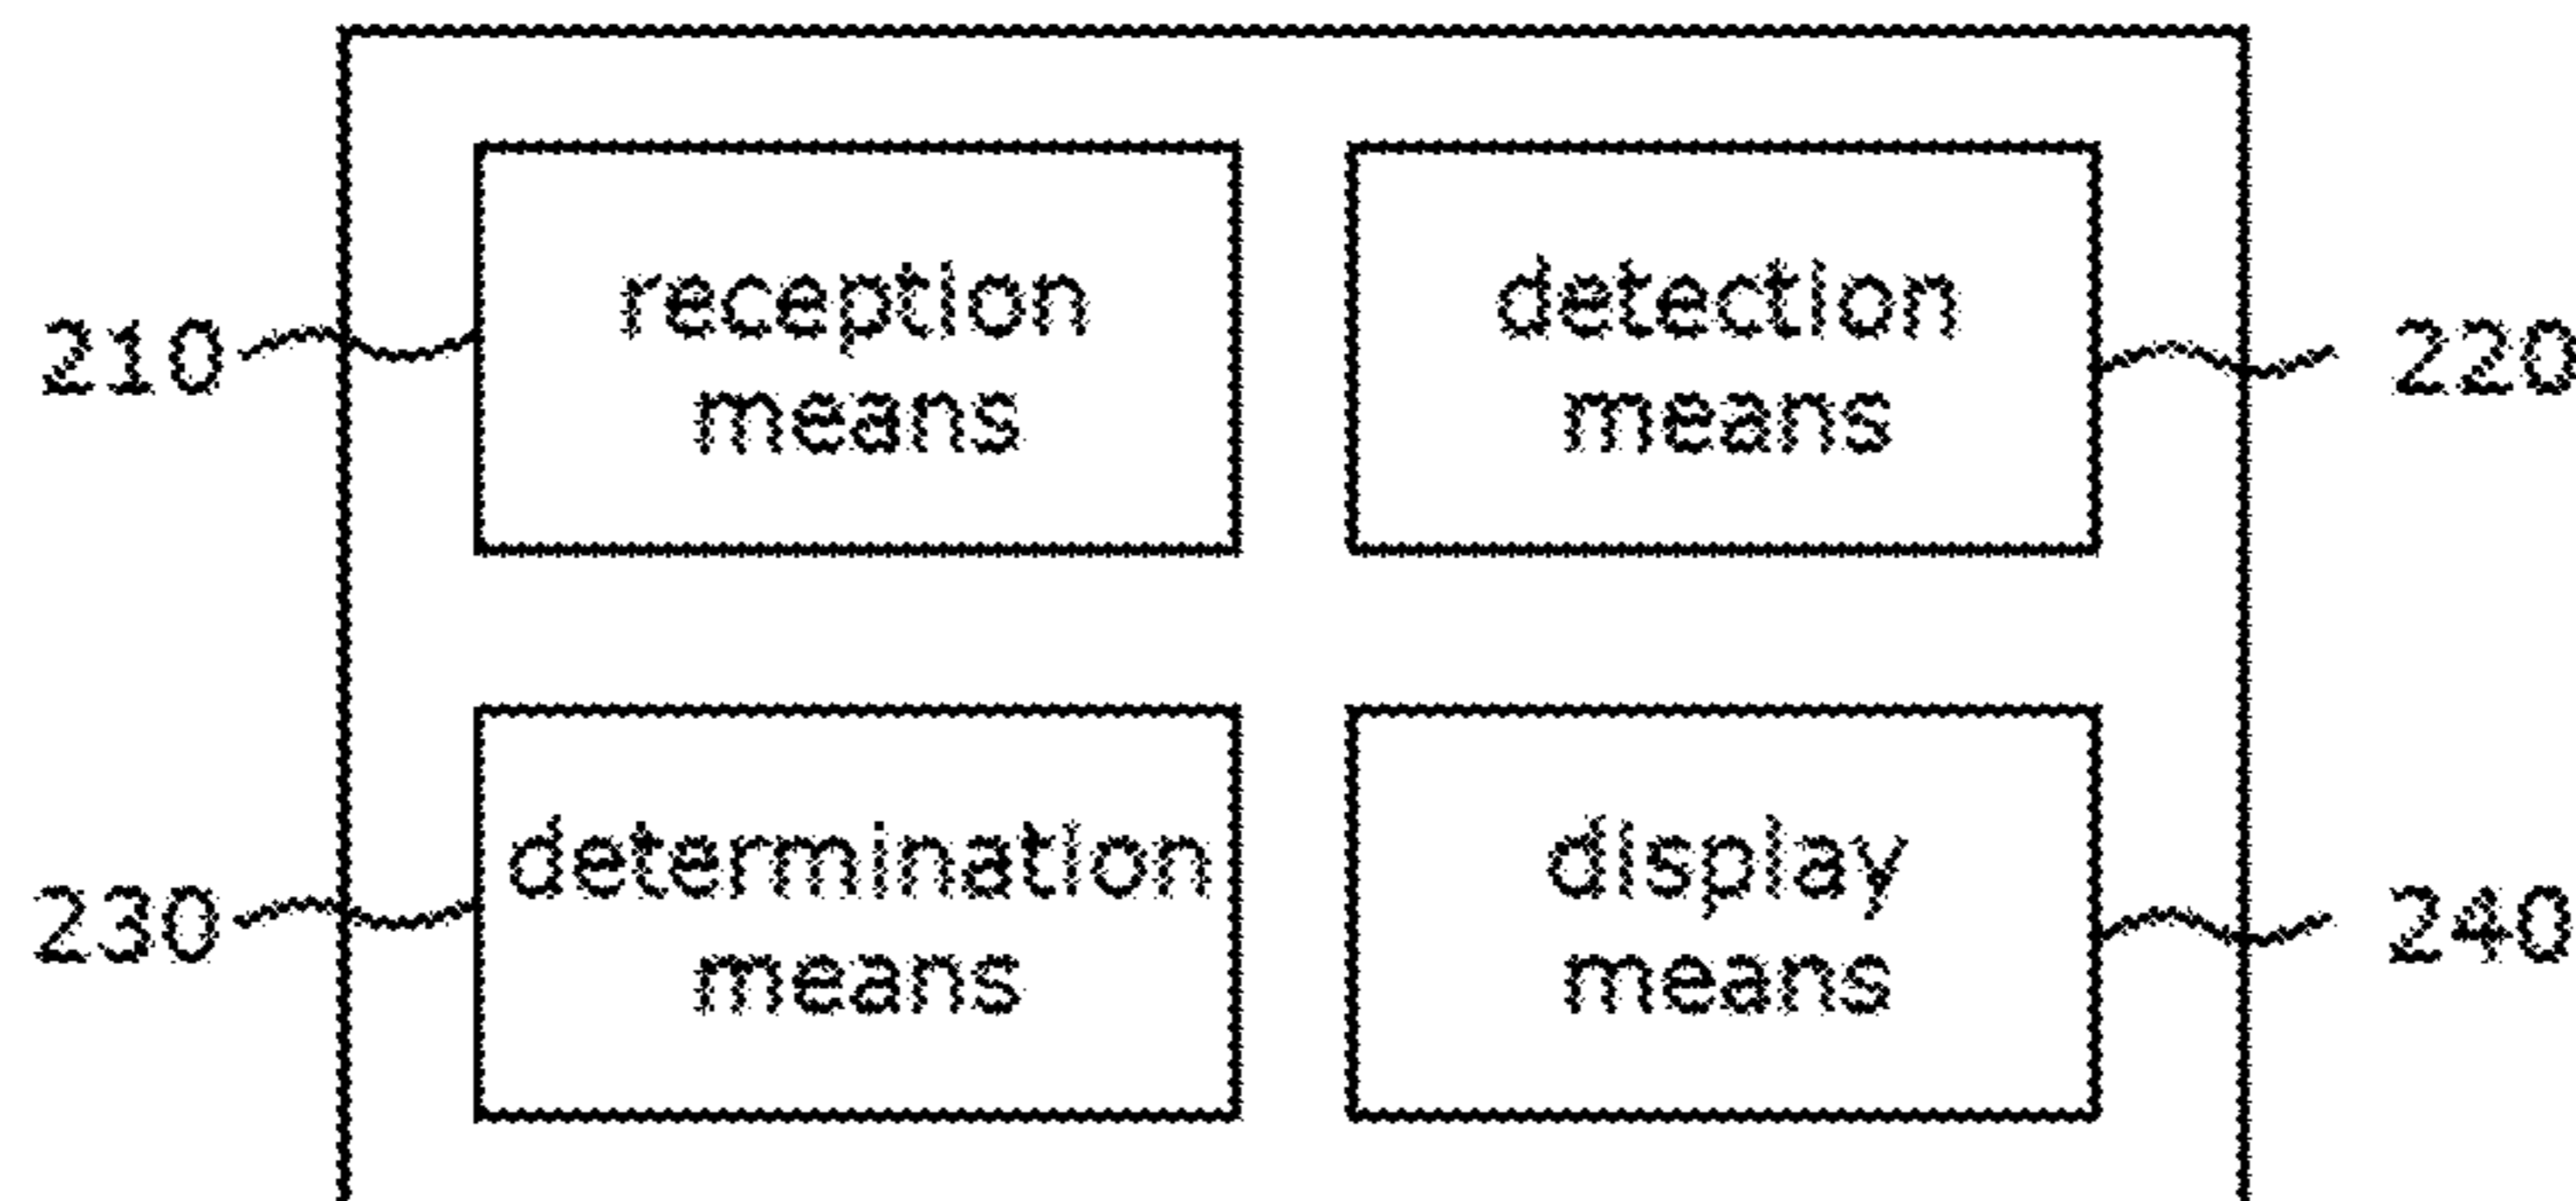 reception
means
detection
means
210
220
determination
means
display
means
230
240